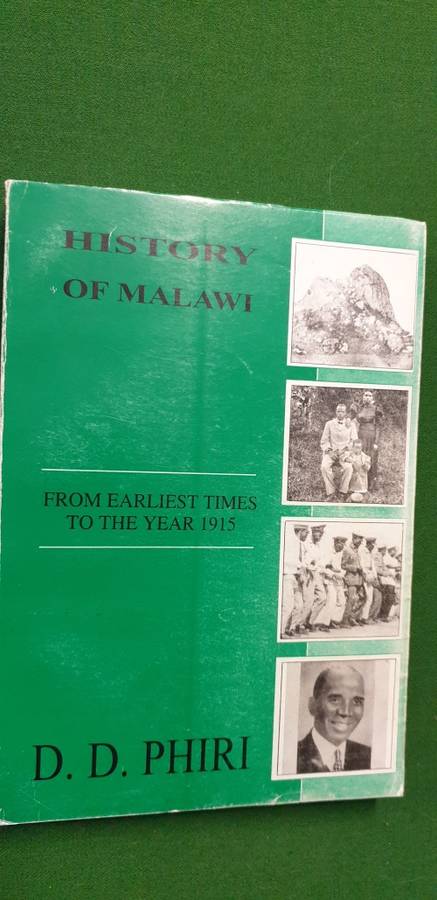 HISTORY
OF MALAWI
FROM EARLIEST TIMES
TO THE YEAR 1915
D. D. PHIRI